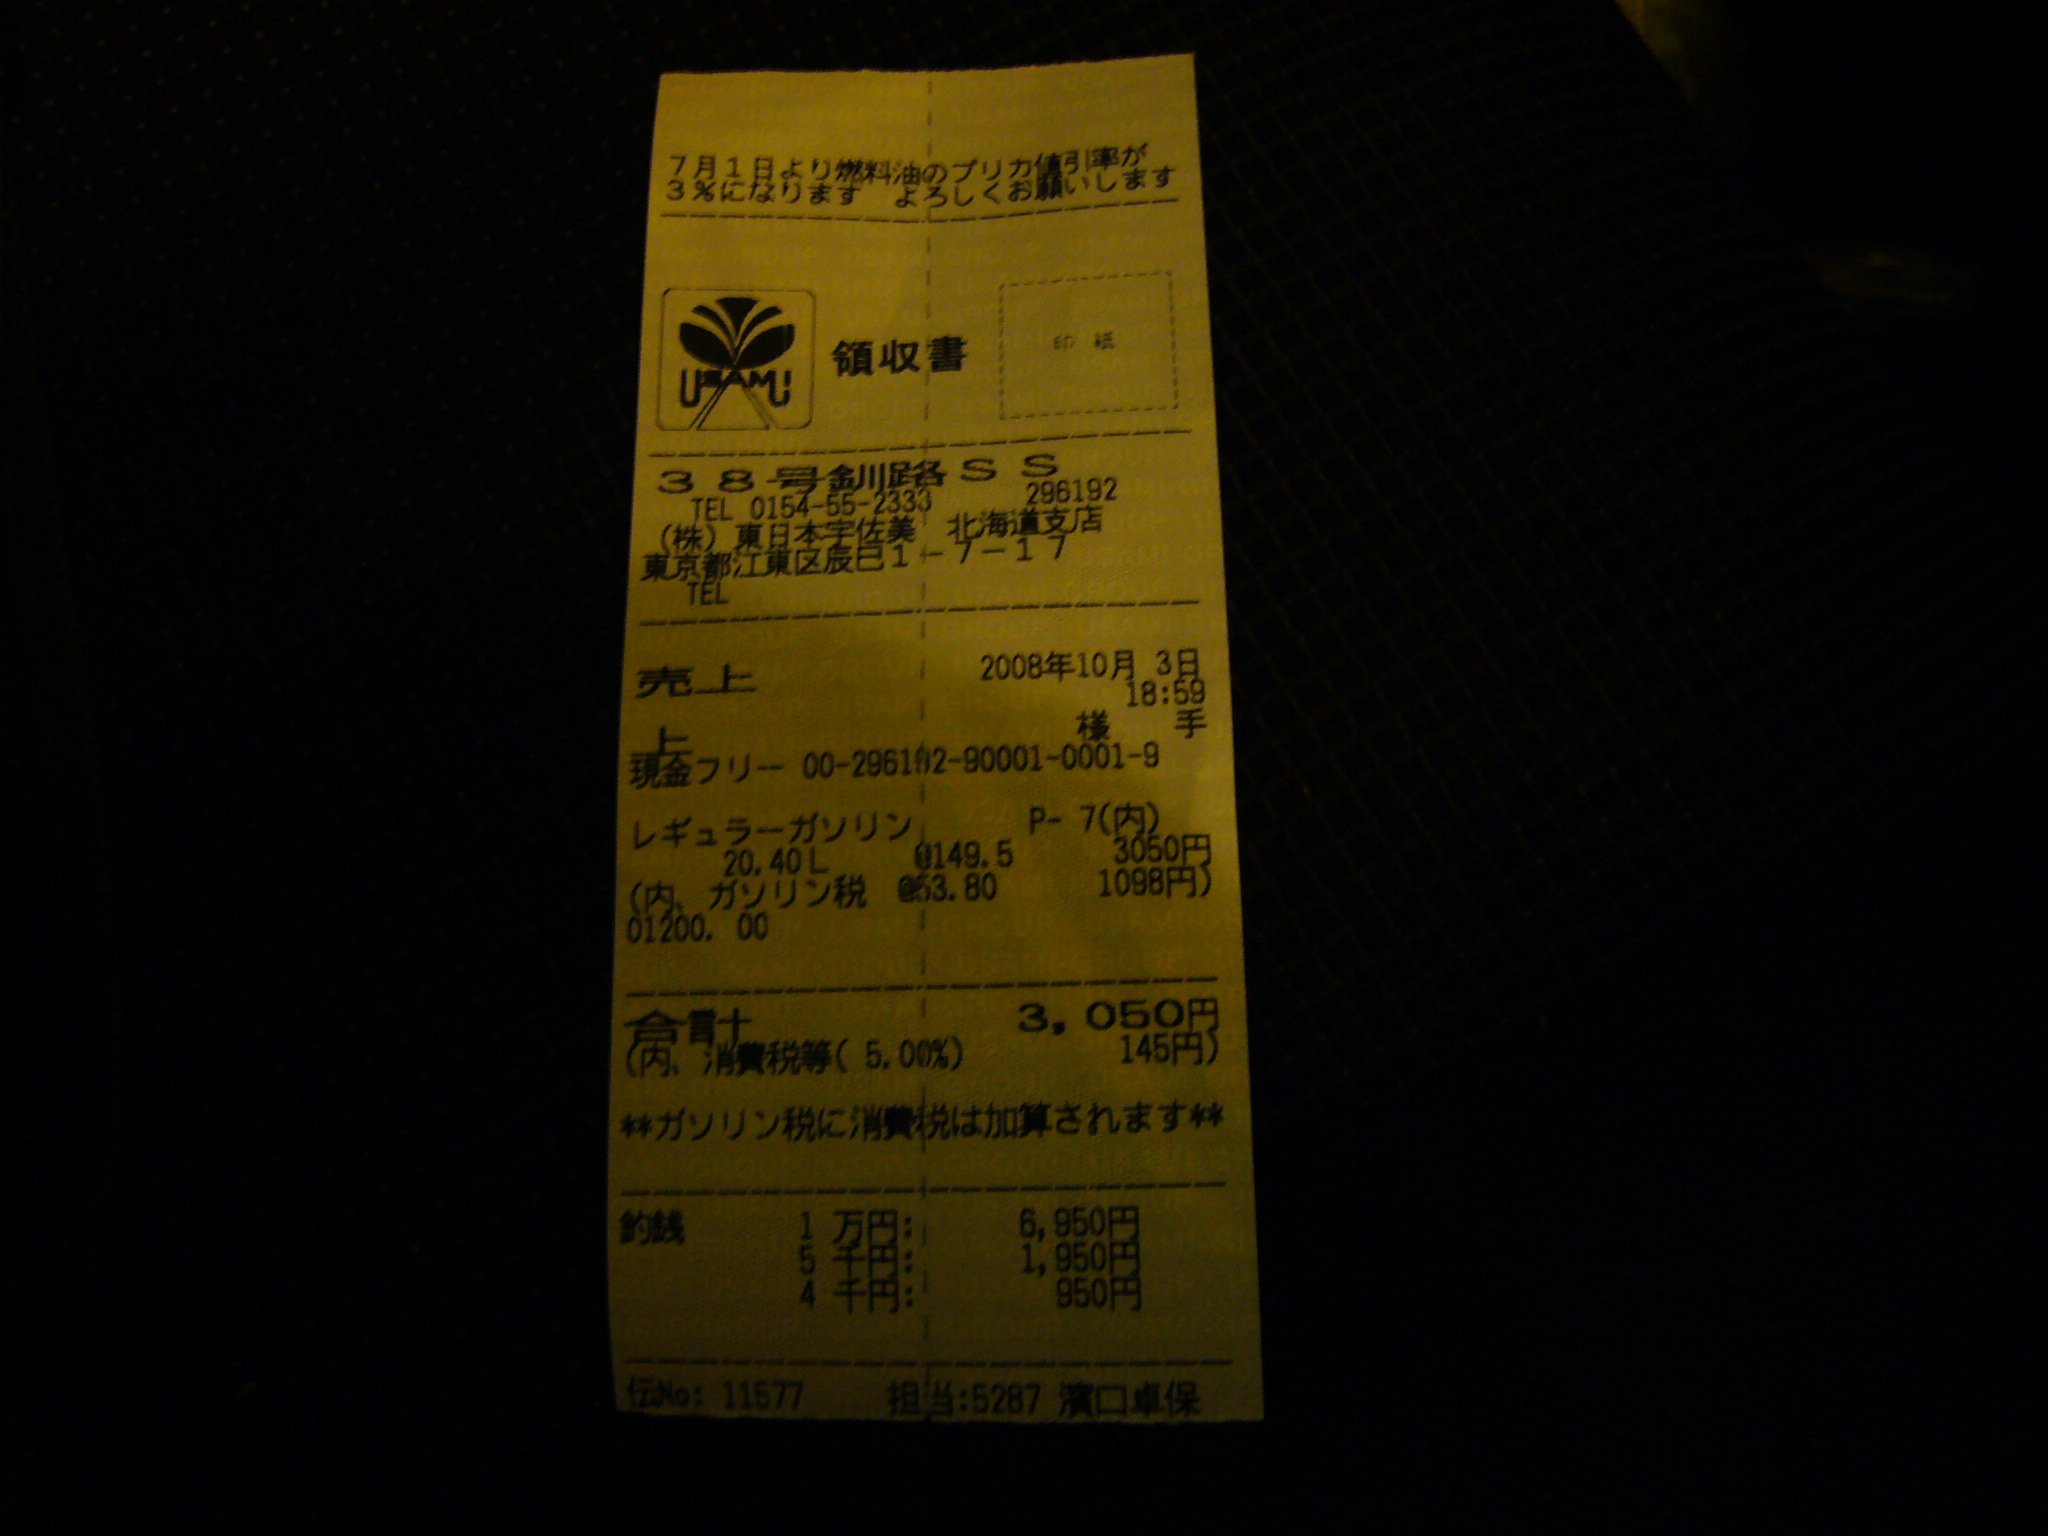 7月1日より燃料油のプリカ値引率が
3%になります よろしくお願いします
USAMI
領収書
印 紙
38号釧路SS
TEL 0154-55-2333 296192
(株)東日本宇佐美 北海道支店
東京都江東区辰巳1-7-17
TEL
売上 2008年10月 3日
18:59
上 様 手
現金フリー 00-296192-90001-0001-9
レギュラーガソリン P- 7(内)
20.40L @149.5 3050円
(内、ガソリン税 @53.80 1098円)
01200. 00
合計 3,050円
(内、消費税等( 5.00%) 145円)
**ガソリン税に消費税は加算されます**
釣銭 1 万円: 6,950円
5 千円: 1,950円
4 千円: 950円
伝No: 11577 担当:5287 濱口卓保